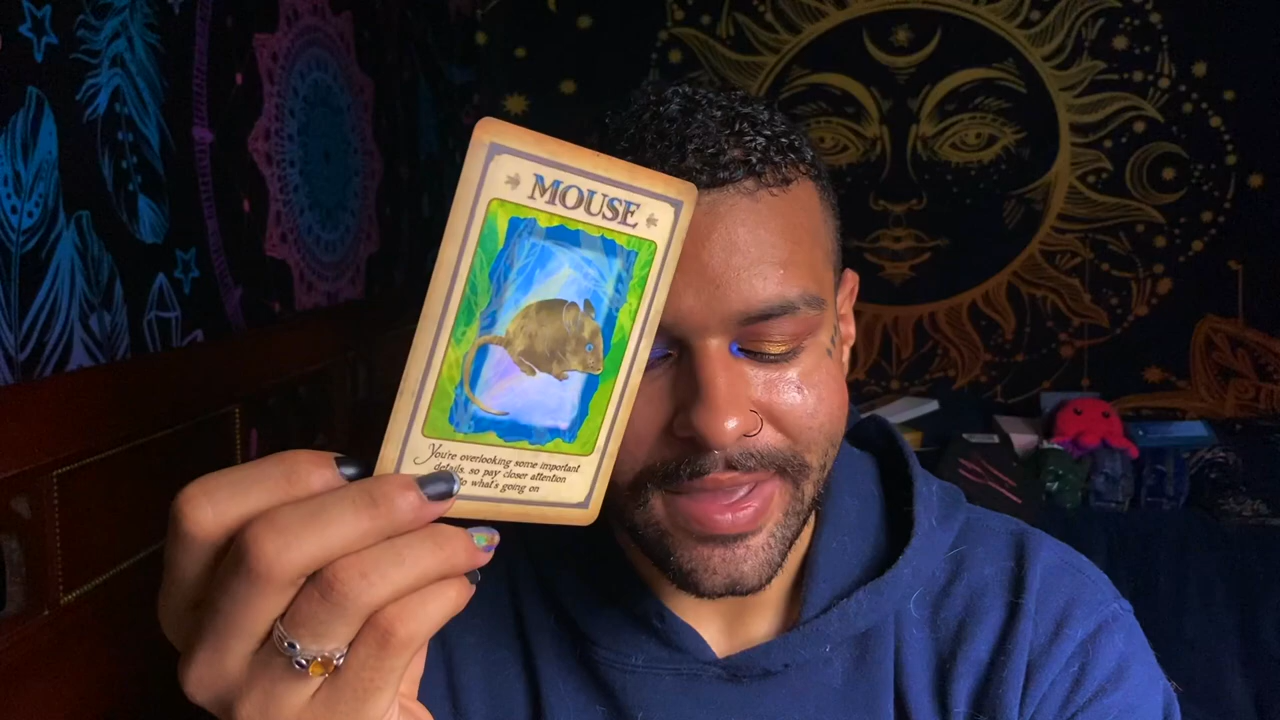 MOUSE
You're overlooking some important
details, so pay closer attention
to what's going on